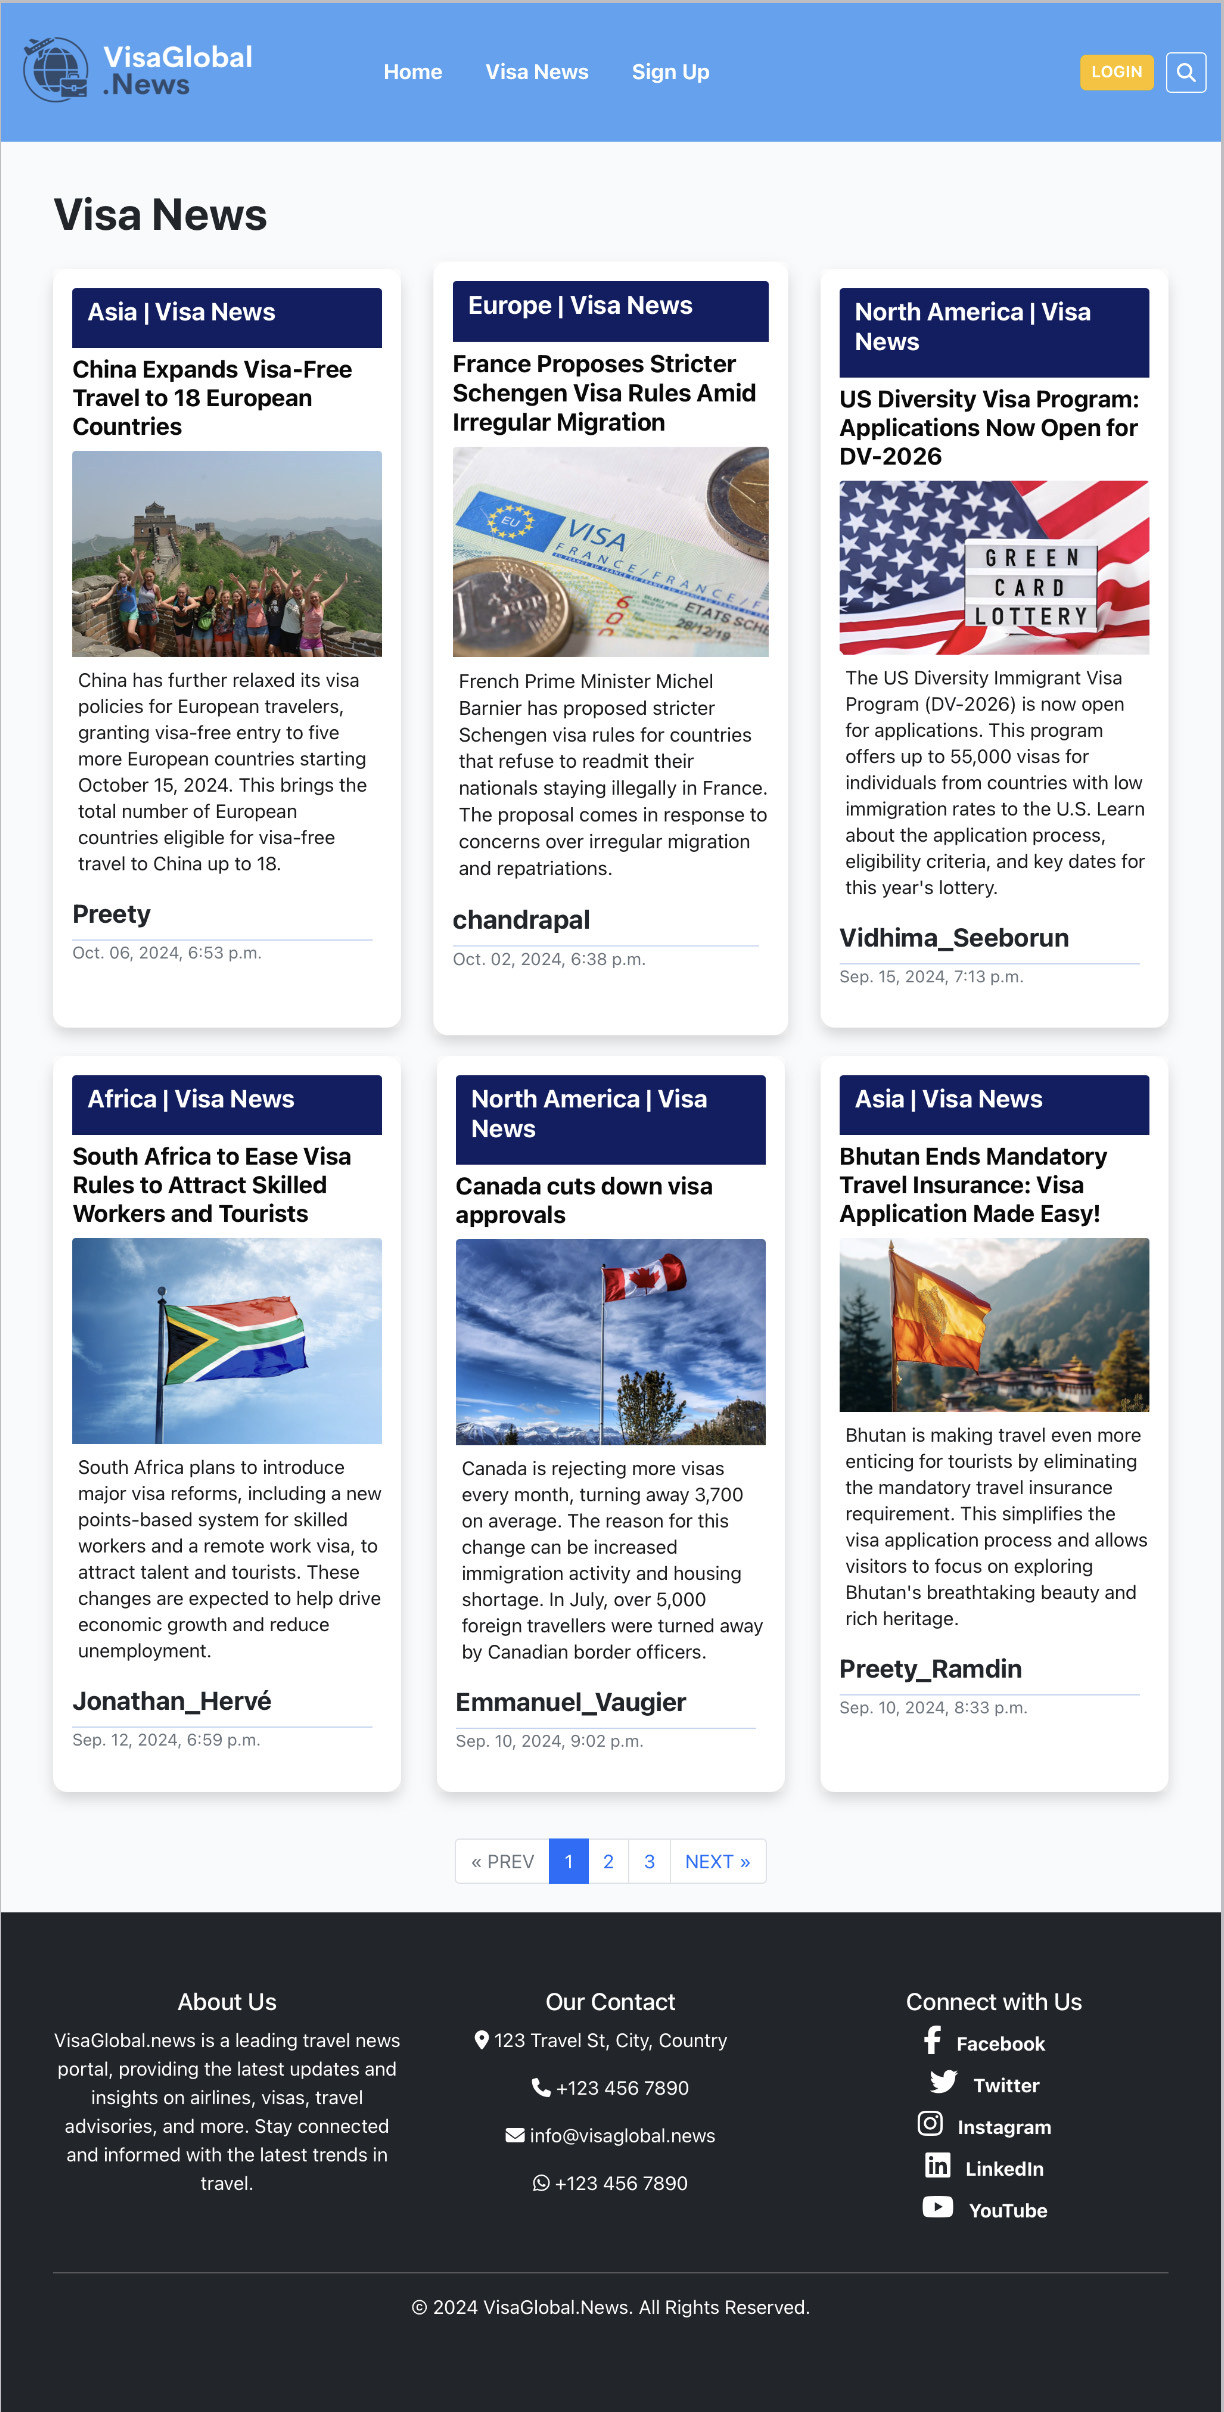 VisaGlobal
.News
Home
Visa News
Sign Up
LOGIN
Visa News
Asia | Visa News
China Expands Visa-Free
Travel to 18 European
Countries
China has further relaxed its visa
policies for European travelers,
granting visa-free entry to five
more European countries starting
October 15, 2024. This brings the
total number of European
countries eligible for visa-free
travel to China up to 18.
Preety
Oct. 06, 2024, 6:53 p.m.
Europe | Visa News
France Proposes Stricter
Schengen Visa Rules Amid
Irregular Migration
EU
VISA
FRANCE/FRANCE/F
600
ETATS SCHE
28/12/19
1
French Prime Minister Michel
Barnier has proposed stricter
Schengen visa rules for countries
that refuse to readmit their
nationals staying illegally in France.
The proposal comes in response to
concerns over irregular migration
and repatriations.
chandrapal
Oct. 02, 2024, 6:38 p.m.
North America | Visa
News
US Diversity Visa Program:
Applications Now Open for
DV-2026
GREEN
CARD
LOTTERY
The US Diversity Immigrant Visa
Program (DV-2026) is now open
for applications. This program
offers up to 55,000 visas for
individuals from countries with low
immigration rates to the U.S. Learn
about the application process,
eligibility criteria, and key dates for
this year's lottery.
Vidhima_Seeborun
Sep. 15, 2024, 7:13 p.m.
Africa | Visa News
South Africa to Ease Visa
Rules to Attract Skilled
Workers and Tourists
South Africa plans to introduce
major visa reforms, including a new
points-based system for skilled
workers and a remote work visa, to
attract talent and tourists. These
changes are expected to help drive
economic growth and reduce
unemployment.
Jonathan_Hervé
Sep. 12, 2024, 6:59 p.m.
North America | Visa
News
Canada cuts down visa
approvals
Canada is rejecting more visas
every month, turning away 3,700
on average. The reason for this
change can be increased
immigration activity and housing
shortage. In July, over 5,000
foreign travellers were turned away
by Canadian border officers.
Emmanuel_Vaugier
Sep. 10, 2024, 9:02 p.m.
Asia | Visa News
Bhutan Ends Mandatory
Travel Insurance: Visa
Application Made Easy!
Bhutan is making travel even more
enticing for tourists by eliminating
the mandatory travel insurance
requirement. This simplifies the
visa application process and allows
visitors to focus on exploring
Bhutan's breathtaking beauty and
rich heritage.
Preety_Ramdin
Sep. 10, 2024, 8:33 p.m.
« PREV 1 2 3 NEXT »
About Us
VisaGlobal.news is a leading travel news
portal, providing the latest updates and
insights on airlines, visas, travel
advisories, and more. Stay connected
and informed with the latest trends in
travel.
Our Contact
123 Travel St, City, Country
+123 456 7890
info@visaglobal.news
+123 456 7890
Connect with Us
Facebook
Twitter
Instagram
LinkedIn
YouTube
© 2024 VisaGlobal.News. All Rights Reserved.